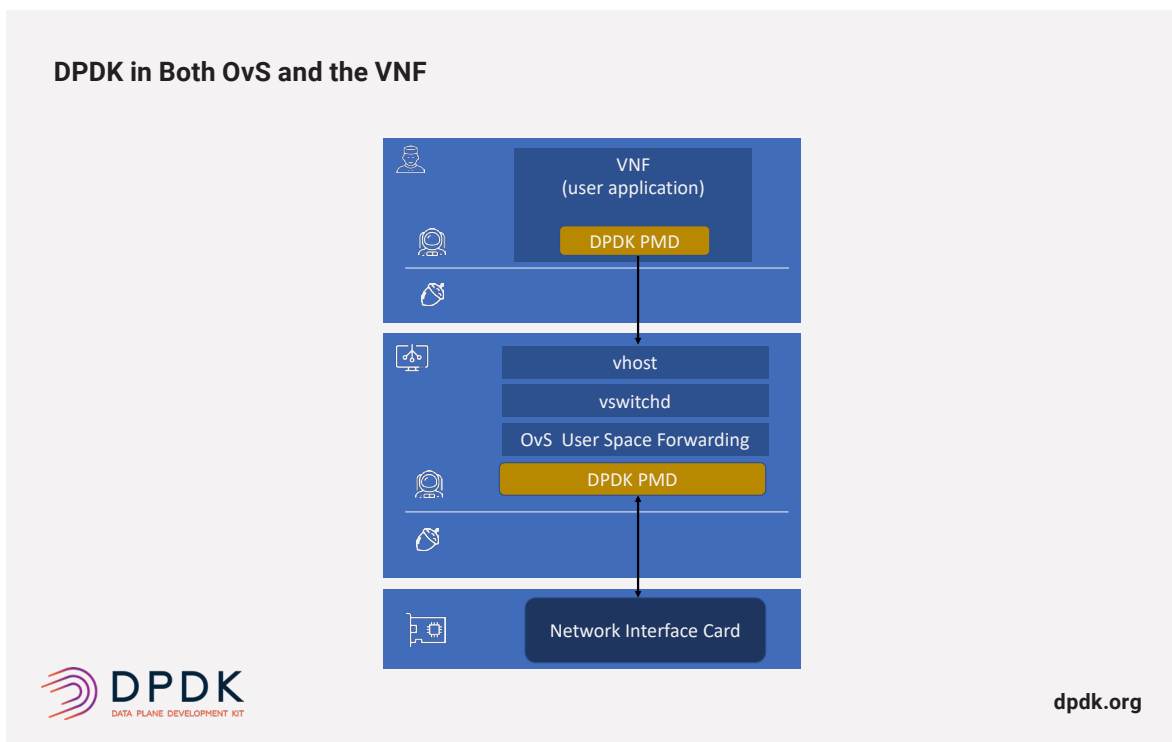 DPDK in Both OvS and the VNF
VNF
(user application)
DPDK PMD
vhost
vswitchd
OvS User Space Forwarding
DPDK PMD
Network Interface Card
DPDK
DATA PLANE DEVELOPMENT KIT
dpdk.org